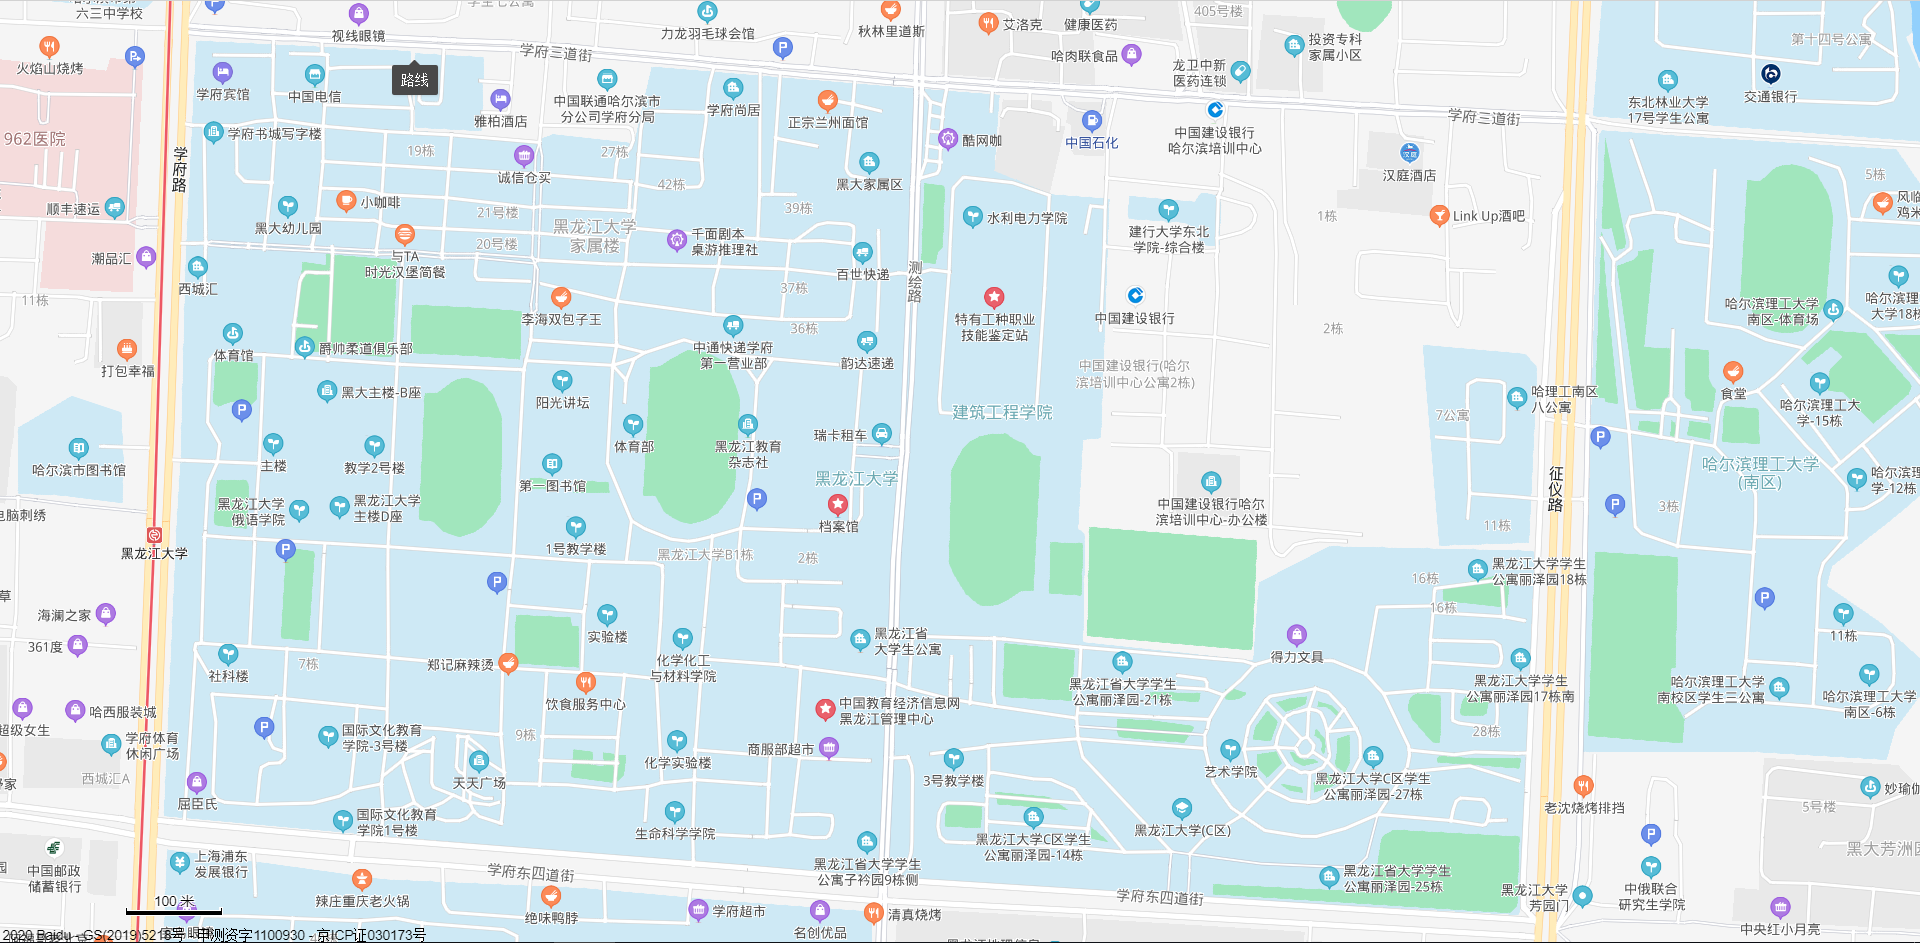 六三中学校
视线眼镜
学生七公寓
力龙羽毛球会馆
秋林里道斯
艾洛克
健康医药
405号楼
投资专科
家属小区
第十四号公寓
火焰山烧烤
学府三道街
哈肉联食品
龙卫中新
医药连锁
路线
学府宾馆
中国电信
雅柏酒店
中国联通哈尔滨市
分公司学府分局
学府尚居
正宗兰州面馆
东北林业大学
17号学生公寓
交通银行
962医院
学府书城写字楼
学府路
19栋
27栋
诚信仓买
42栋
酷网咖
中国石化
中国建设银行
哈尔滨培训中心
学府三道街
汉庭酒店
黑大家属区
5栋
顺丰速运
小咖啡
黑大幼儿园
21号楼
20号楼
黑龙江大学
家属楼
39栋
千面剧本
桌游推理社
水利电力学院
建行大学东北
学院-综合楼
1栋
Link Up酒吧
风临
鸡米
潮品汇
西城汇
与TA
时光汉堡简餐
百世快递
测绘路
37栋
11栋
李海双包子王
36栋
特有工种职业
技能鉴定站
中国建设银行
2栋
哈尔滨理工大学
南区-体育场
哈尔滨理
大学18栋
体育馆
爵帅柔道俱乐部
中通快递学府
第一营业部
韵达速递
打包幸福
黑大主楼-B座
阳光讲坛
中国建设银行(哈尔
滨培训中心公寓2栋)
建筑工程学院
7公寓
哈理工南区
八公寓
食堂
哈尔滨理工大
学-15栋
主楼
教学2号楼
体育部
黑龙江教育
杂志社
瑞卡租车
黑龙江大学
哈尔滨市图书馆
第一图书馆
哈尔滨理工大学
(南区)
哈尔滨理
学-12栋
征仪路
黑龙江大学
俄语学院
黑龙江大学
主楼D座
档案馆
中国建设银行哈尔
滨培训中心-办公楼
3栋
11栋
电脑刺绣
黑龙江大学
1号教学楼
黑龙江大学B1栋
2栋
16栋
黑龙江大学学生
公寓丽泽园18栋
草
海澜之家
361度
16栋
实验楼
黑龙江省
大学生公寓
11栋
社科楼
7栋
郑记麻辣烫
化学化工
与材料学院
得力文具
饮食服务中心
黑龙江省大学学生
公寓丽泽园-21栋
黑龙江大学学生
公寓丽泽园17栋南
哈尔滨理工大学
南校区学生三公寓
哈尔滨理工大学
南区-6栋
超级女生
哈西服装城
学府体育
休闲广场
国际文化教育
学院-3号楼
9栋
中国教育经济信息网
黑龙江管理中心
28栋
西城汇A
天天广场
化学实验楼
商服部超市
3号教学楼
艺术学院
黑龙江大学C区学生
公寓丽泽园-27栋
屈臣氏
国际文化教育
学院1号楼
生命科学学院
黑龙江大学C区学生
公寓丽泽园-14栋
黑龙江大学(C区)
老沈烧烤排挡
5号楼
妙瑜伽
中国邮政
储蓄银行
上海浦东
发展银行
学府东四道街
黑龙江省大学学生
公寓子衿园9栋侧
黑龙江省大学学生
公寓丽泽园-25栋
黑大芳洲园
学府东四道街
黑龙江大学
芳园门
中俄联合
研究生学院
100 米
辣庄重庆老火锅
绝味鸭脖
学府超市
名创优品
清真烧烤
中央红小月亮
2020 Baidu - GS(2019)5218号 - 甲测资字1100930 - 京ICP证030173号